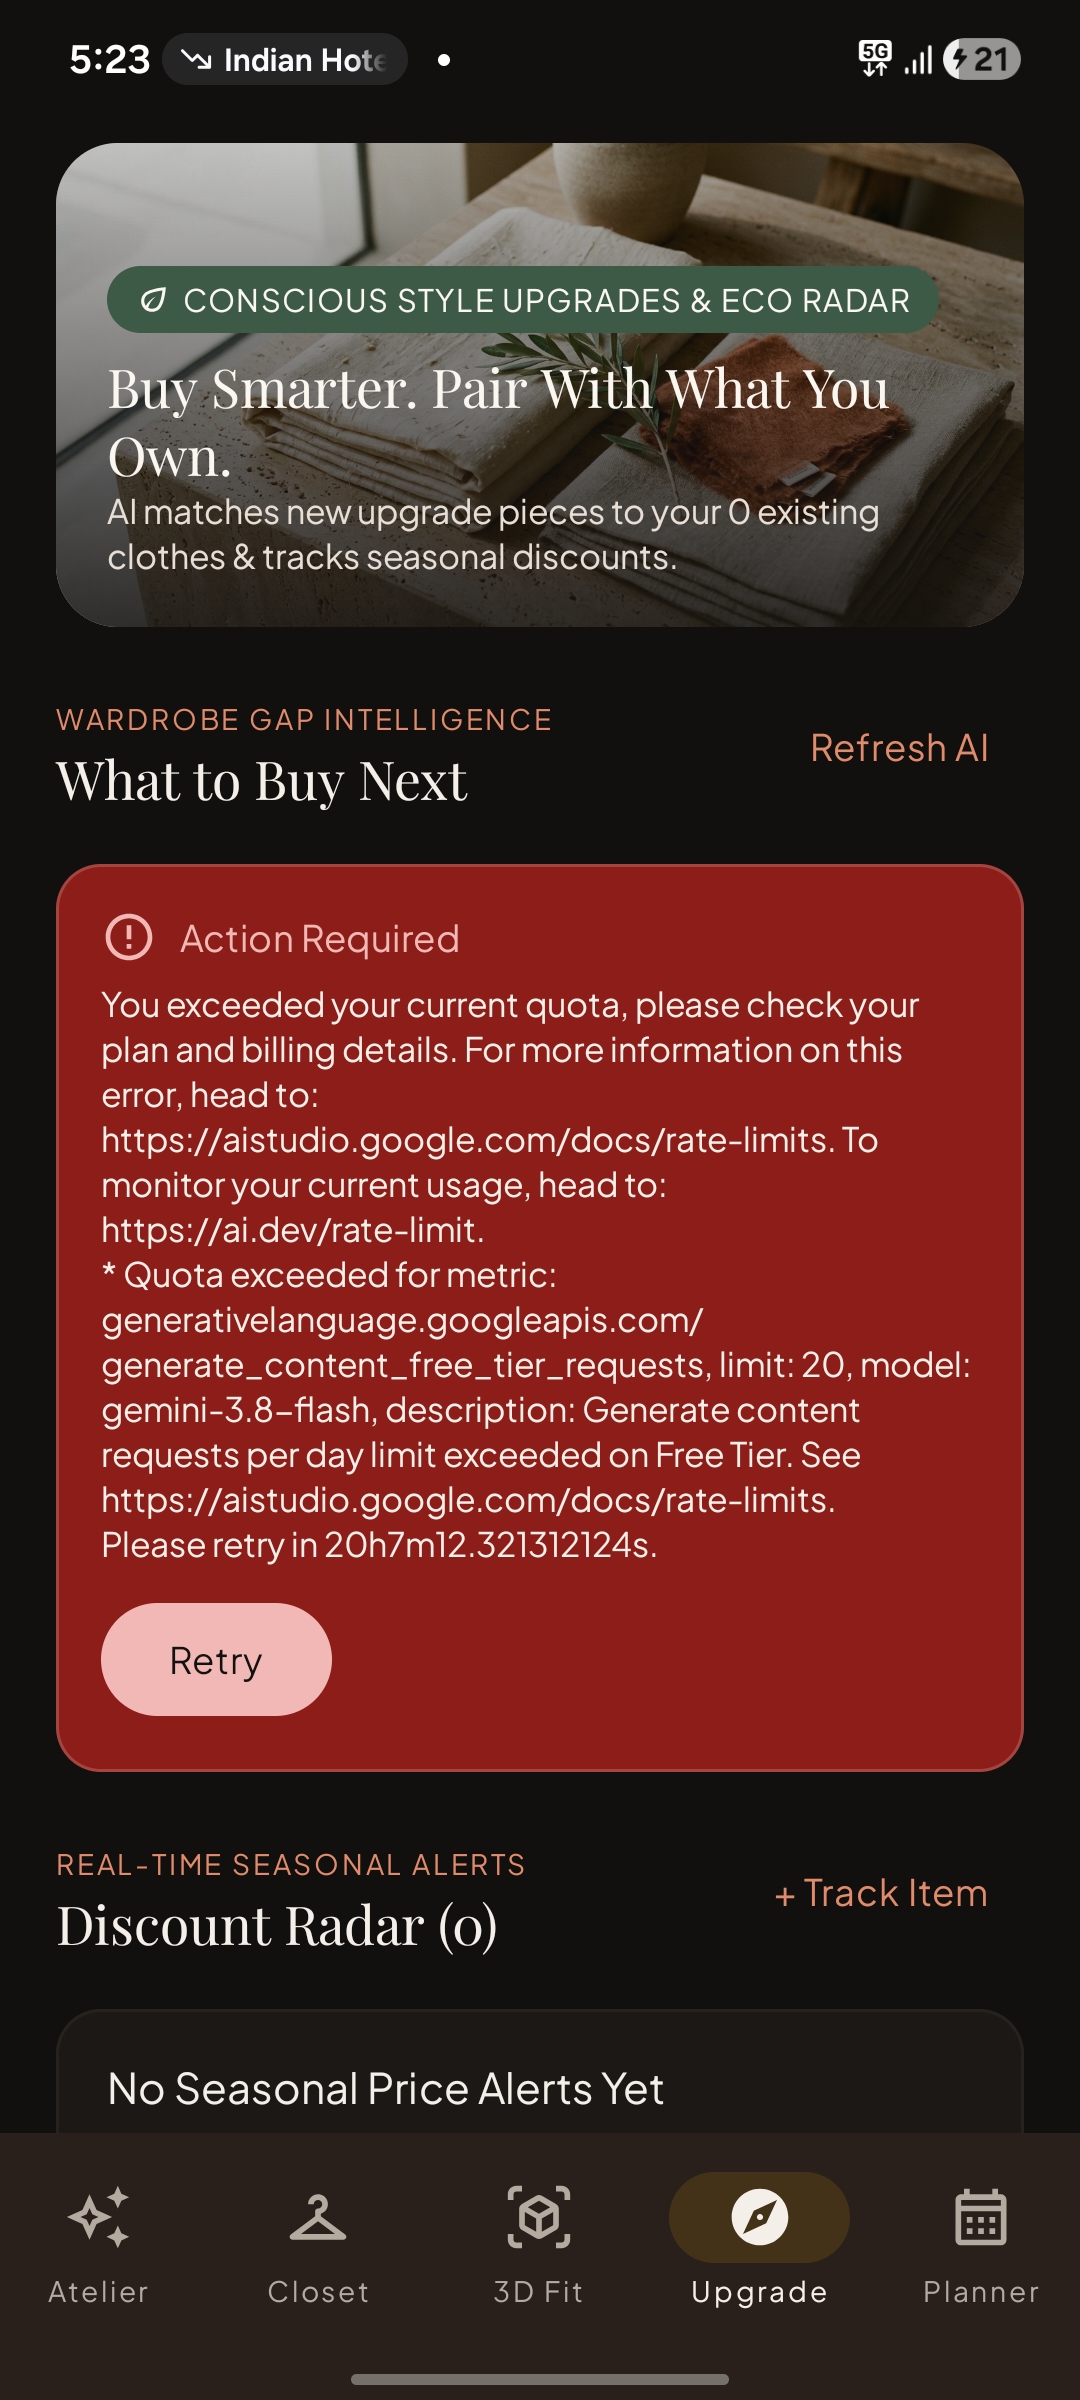 5:23
Indian Hote
5G
21
CONSCIOUS STYLE UPGRADES & ECO RADAR
Buy Smarter. Pair With What You
Own.
AI matches new upgrade pieces to your 0 existing
clothes & tracks seasonal discounts.
WARDROBE GAP INTELLIGENCE
What to Buy Next
Refresh AI
Action Required
You exceeded your current quota, please check your
plan and billing details. For more information on this
error, head to:
https://aistudio.google.com/docs/rate-limits. To
monitor your current usage, head to:
https://ai.dev/rate-limit.
* Quota exceeded for metric:
generativelanguage.googleapis.com/
generate_content_free_tier_requests, limit: 20, model:
gemini-3.8-flash, description: Generate content
requests per day limit exceeded on Free Tier. See
https://aistudio.google.com/docs/rate-limits.
Please retry in 20h7m12.321312124s.
Retry
REAL-TIME SEASONAL ALERTS
Discount Radar (0)
+ Track Item
No Seasonal Price Alerts Yet
Atelier
Closet
3D Fit
Upgrade
Planner